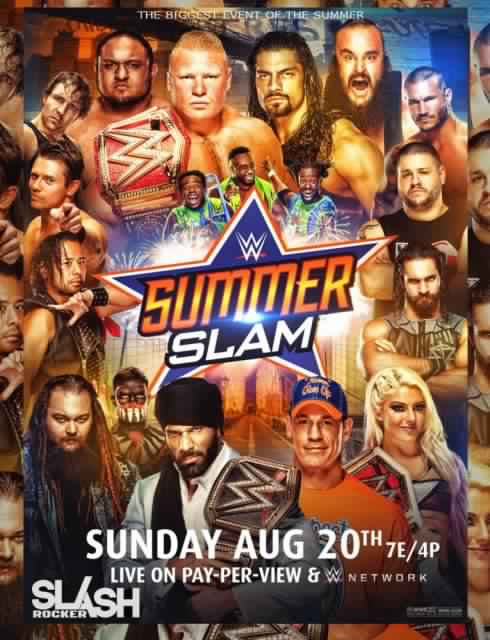 THE BIGGEST EVENT OF THE SUMMER
W
SUMMER
SLAM
SUNDAY AUG 20TH 7E/4P
LIVE ON PAY-PER-VIEW & W NETWORK
SLASH
ROCKER